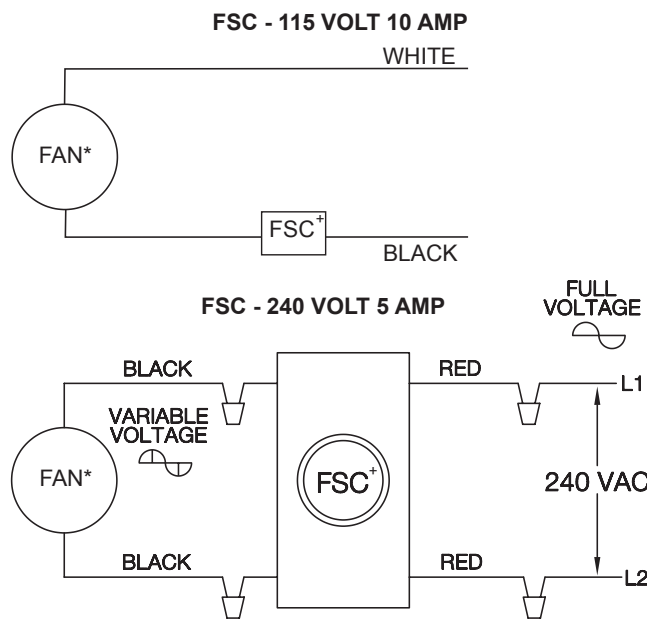 FSC - 115 VOLT 10 AMP
WHITE
FAN*
FSC+
BLACK
FSC - 240 VOLT 5 AMP
FULL
VOLTAGE
BLACK
RED
L1
VARIABLE
VOLTAGE
FAN*
FSC+
240 VAC
BLACK
RED
L2